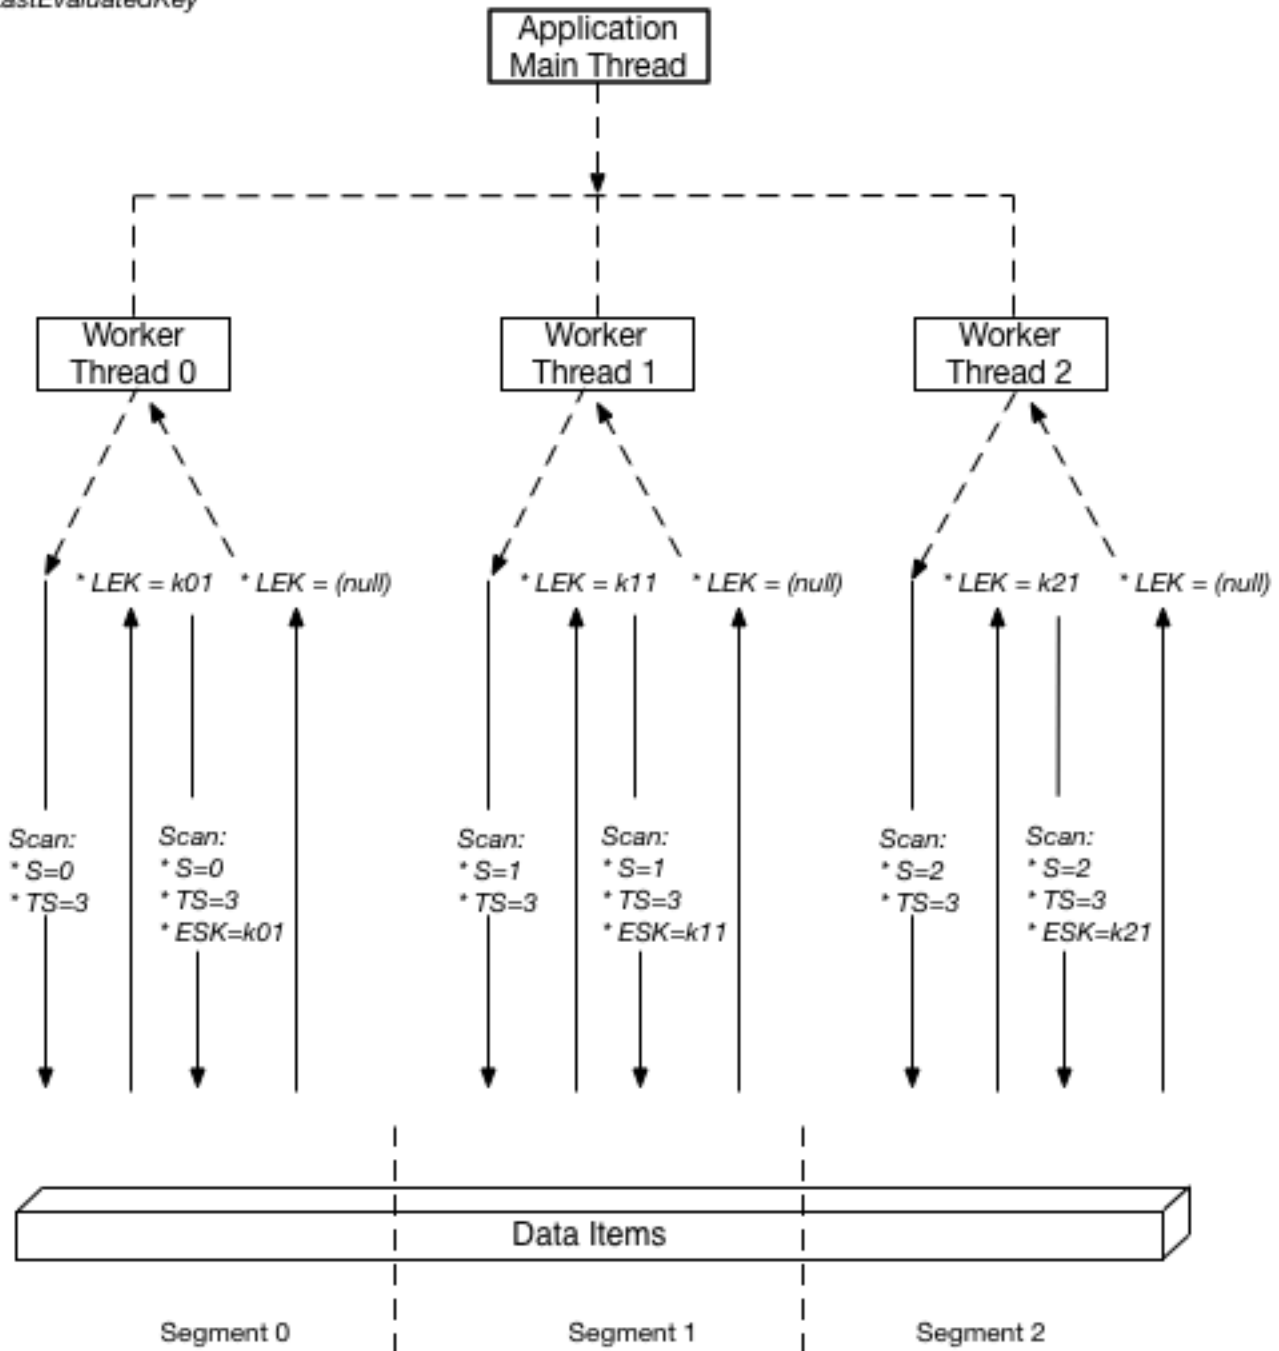 Application
Main Thread
Worker
Thread 0
Worker
Thread 1
Worker
Thread 2
* LEK = k01
* LEK = (null)
* LEK = k11
* LEK = (null)
* LEK = k21
* LEK = (null)
Scan:
* S=0
* TS=3
Scan:
* S=0
* TS=3
* ESK=k01
Scan:
* S=1
* TS=3
Scan:
* S=1
* TS=3
* ESK=k11
Scan:
* S=2
* TS=3
Scan:
* S=2
* TS=3
* ESK=k21
Data Items
Segment 0
Segment 1
Segment 2